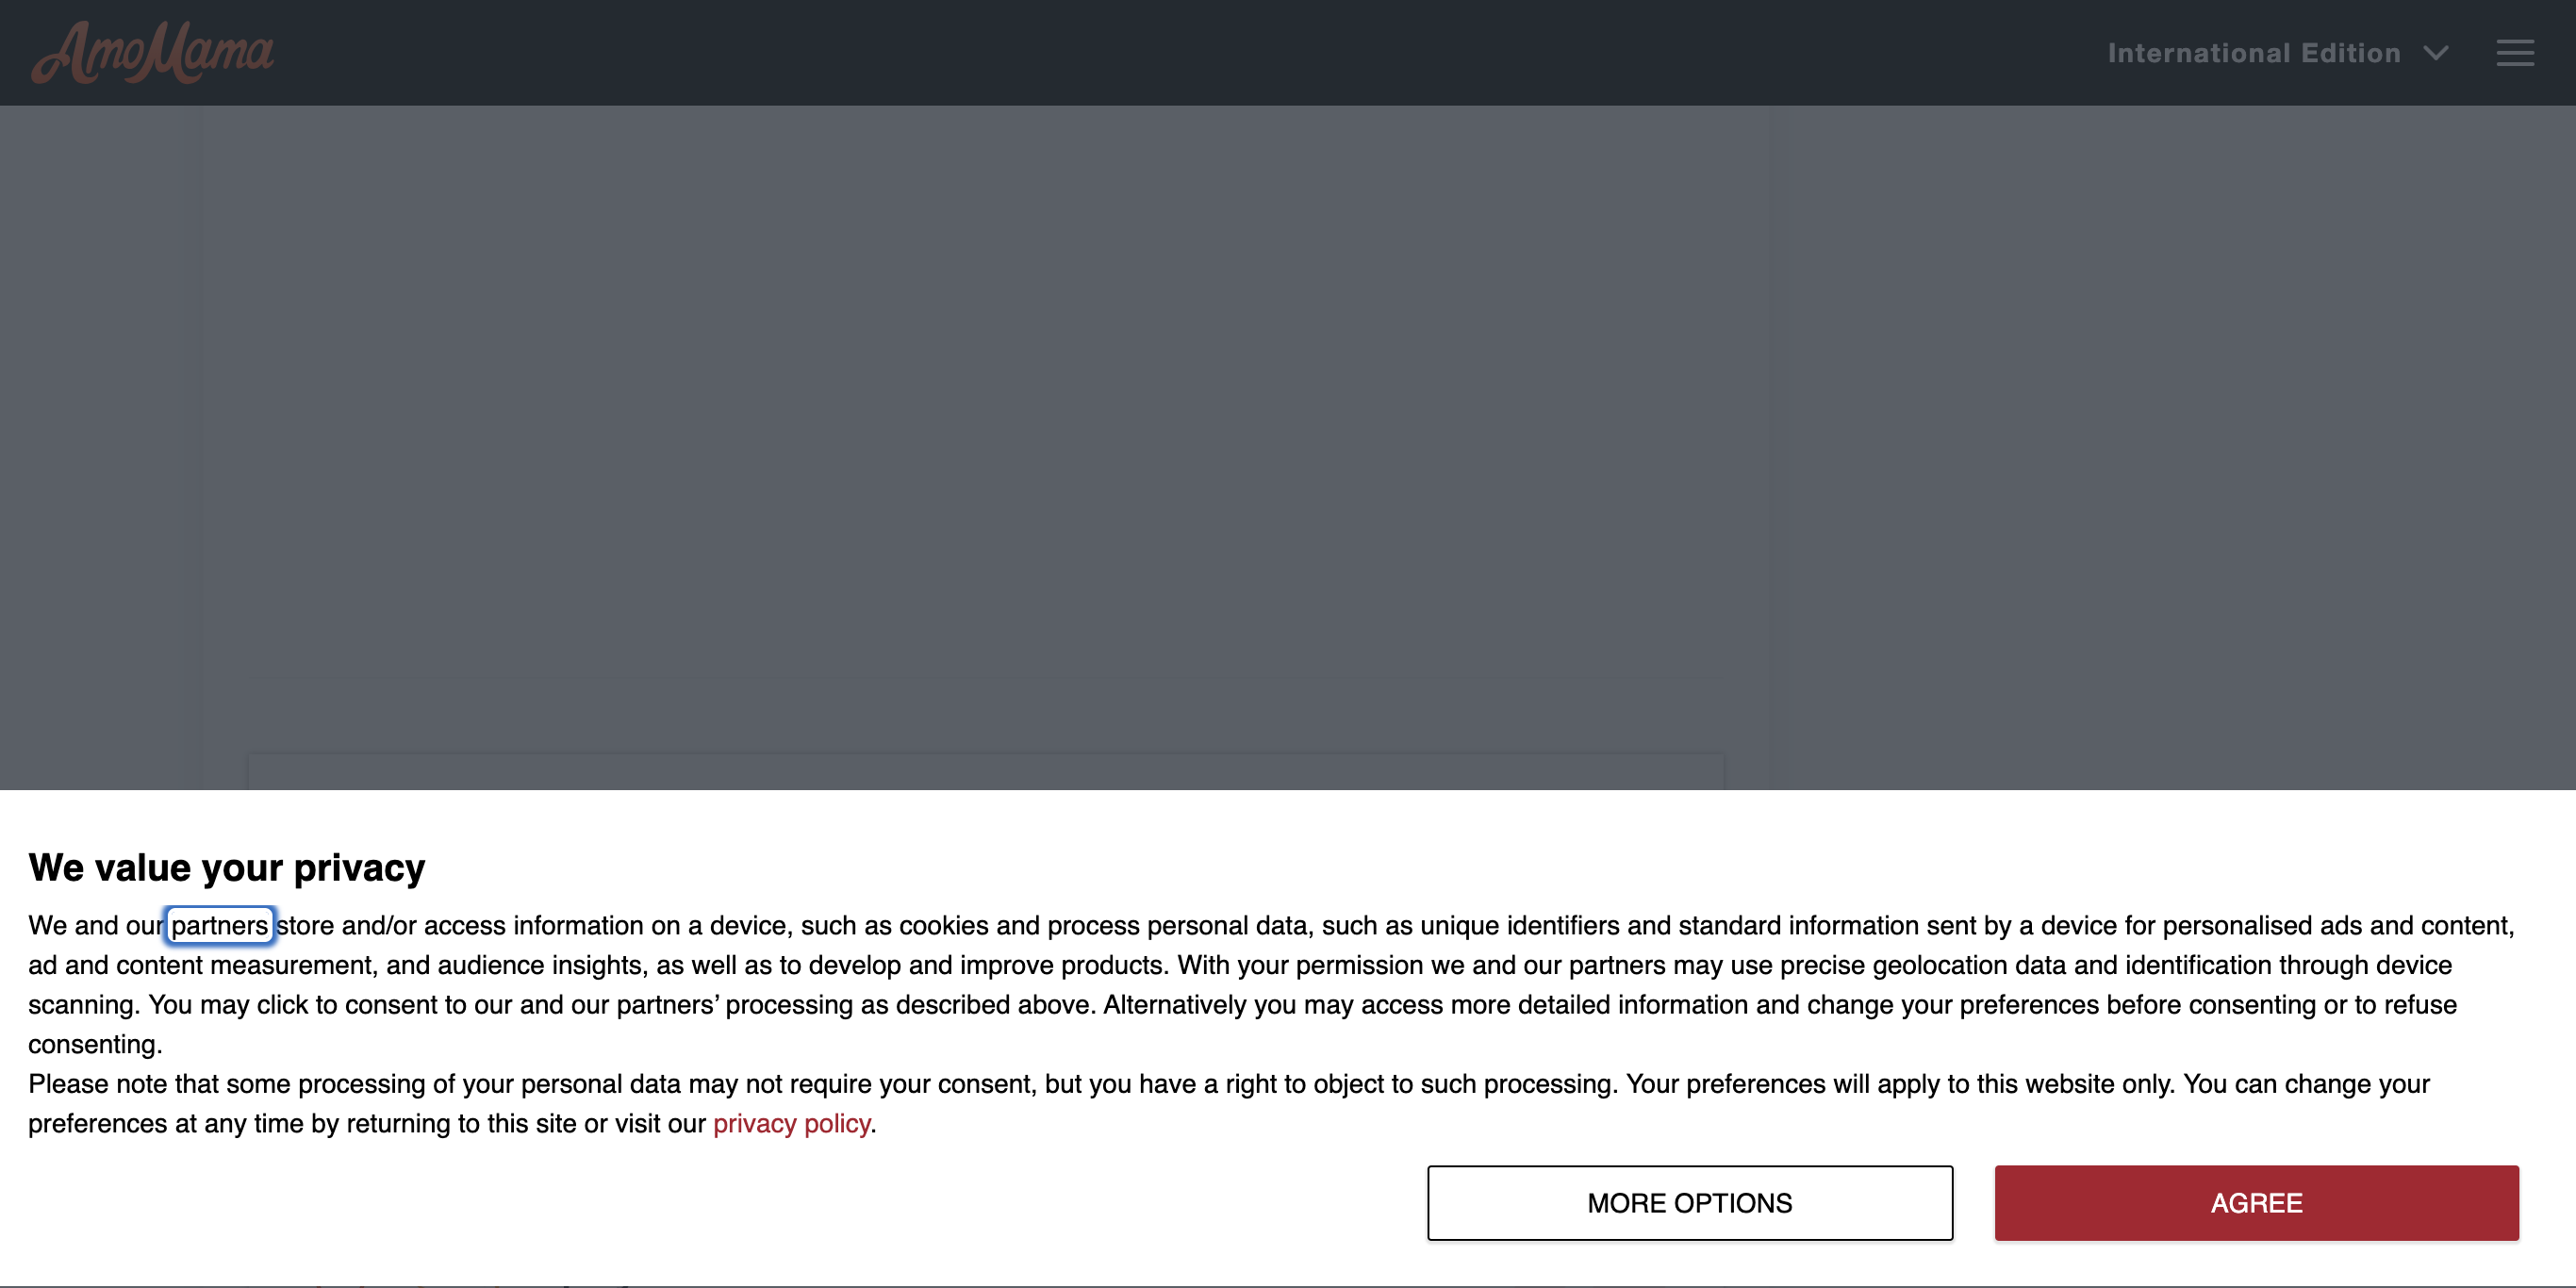 AmoMama
International Edition
We value your privacy
We and our partners store and/or access information on a device, such as cookies and process personal data, such as unique identifiers and standard information sent by a device for personalised ads and content,
ad and content measurement, and audience insights, as well as to develop and improve products. With your permission we and our partners may use precise geolocation data and identification through device
scanning. You may click to consent to our and our partners’ processing as described above. Alternatively you may access more detailed information and change your preferences before consenting or to refuse
consenting.
Please note that some processing of your personal data may not require your consent, but you have a right to object to such processing. Your preferences will apply to this website only. You can change your
preferences at any time by returning to this site or visit our privacy policy.
MORE OPTIONS
AGREE